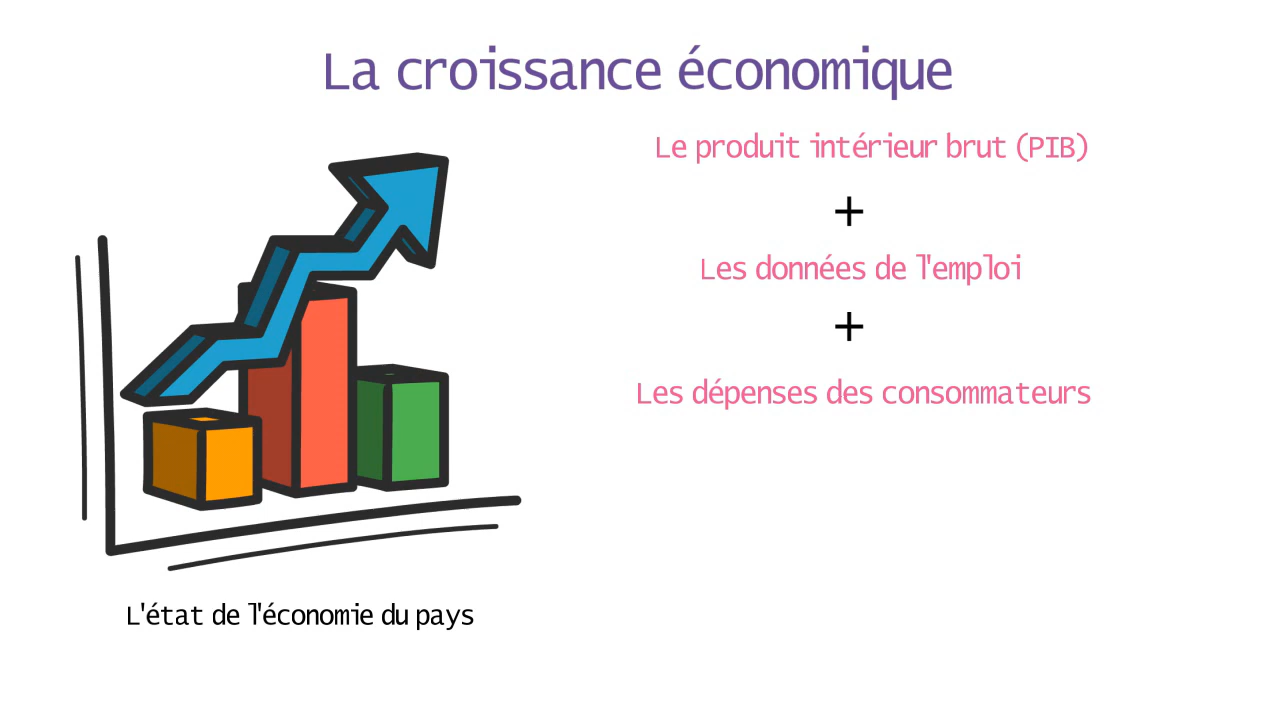 La croissance économique
Le produit intérieur brut (PIB)
+
Les données de l'emploi
+
Les dépenses des consommateurs
L'état de l'économie du pays